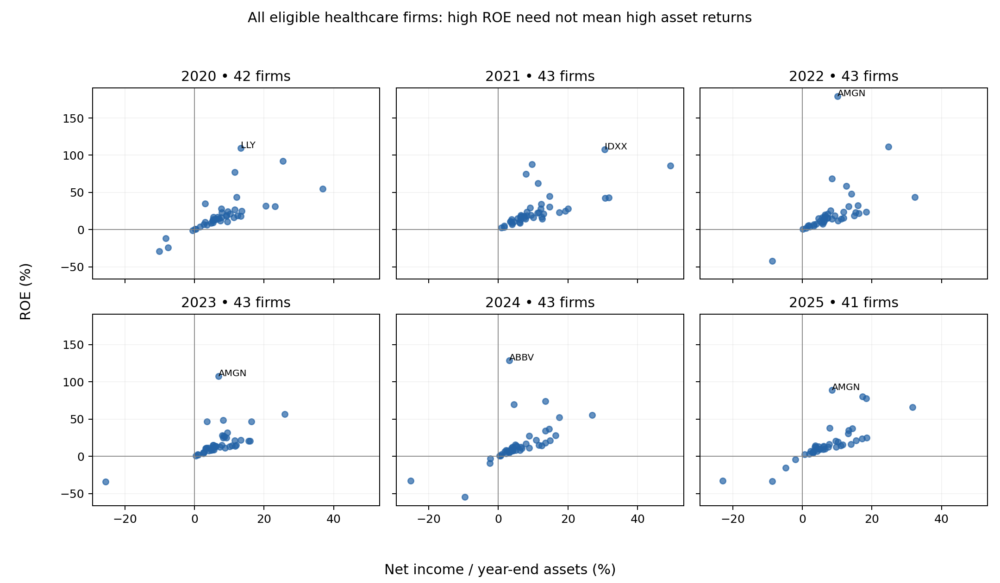 All eligible healthcare firms: high ROE need not mean high asset returns
2020 • 42 firms
2021 • 43 firms
2022 • 43 firms
150
100
50
0
−50
LLY
IDXX
AMGN
ROE (%)
2023 • 43 firms
2024 • 43 firms
2025 • 41 firms
150
100
50
0
−50
AMGN
ABBV
AMGN
−20 0 20 40
−20 0 20 40
−20 0 20 40
Net income / year-end assets (%)